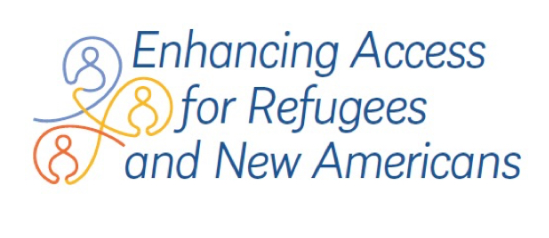 Enhancing Access
for Refugees
and New Americans